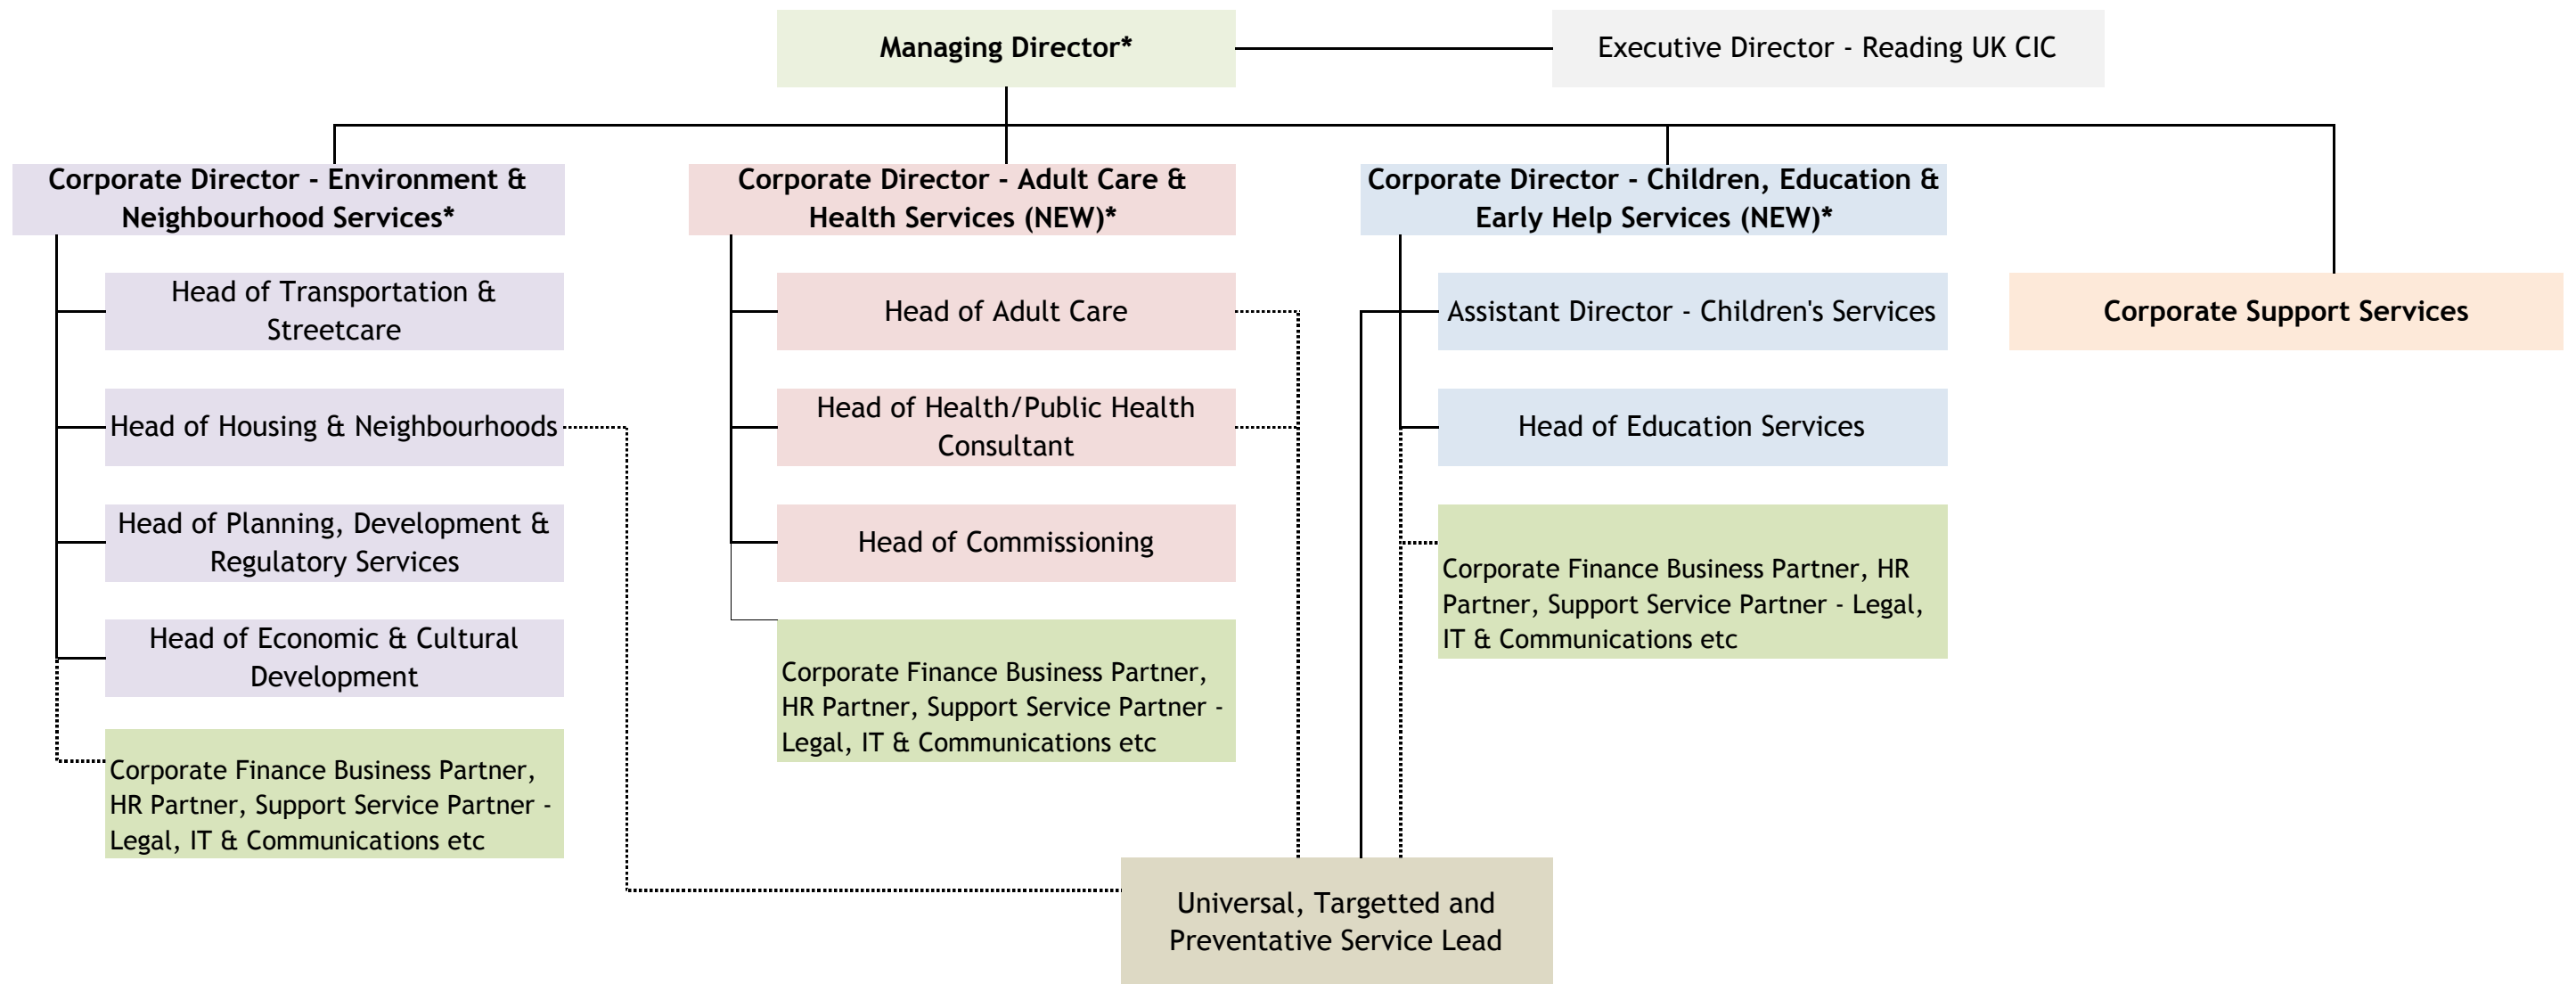 Managing Director*
Executive Director - Reading UK CIC
Corporate Director - Environment &
Neighbourhood Services*
Corporate Director - Adult Care &
Health Services (NEW)*
Corporate Director - Children, Education &
Early Help Services (NEW)*
Head of Transportation &
Streetcare
Head of Adult Care
Assistant Director - Children's Services
Corporate Support Services
Head of Housing & Neighbourhoods
Head of Health/Public Health
Consultant
Head of Education Services
Head of Planning, Development &
Regulatory Services
Head of Commissioning
Corporate Finance Business Partner, HR
Partner, Support Service Partner - Legal,
IT & Communications etc
Head of Economic & Cultural
Development
Corporate Finance Business Partner,
HR Partner, Support Service Partner -
Legal, IT & Communications etc
Corporate Finance Business Partner,
HR Partner, Support Service Partner -
Legal, IT & Communications etc
Universal, Targetted and
Preventative Service Lead